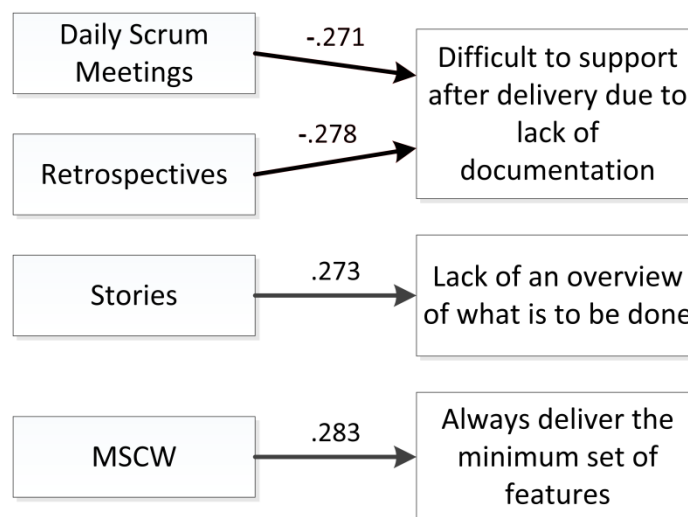 Daily Scrum
Meetings
-.271
Difficult to support
after delivery due to
lack of
documentation
Retrospectives
-.278
Stories
.273
Lack of an overview
of what is to be done
MSCW
.283
Always deliver the
minimum set of
features